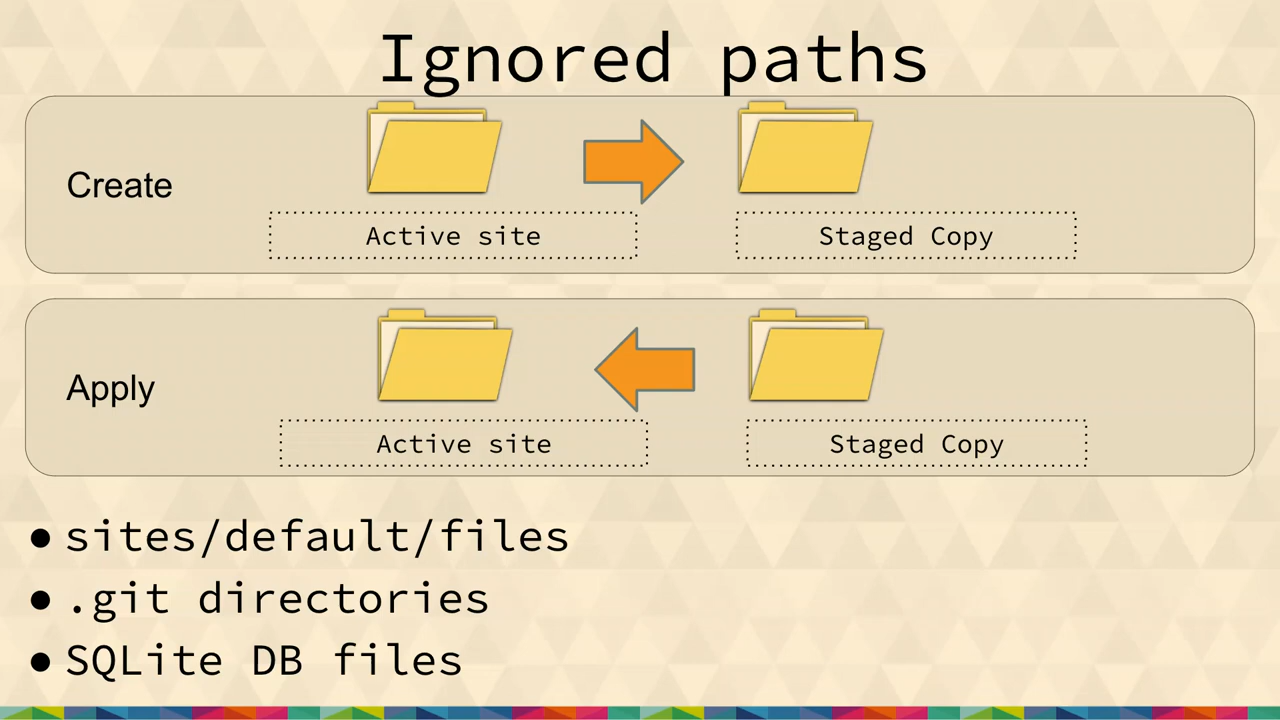 Ignored paths
Create
Active site
Staged Copy
Apply
Active site
Staged Copy
● sites/default/files
● .git directories
● SQLite DB files